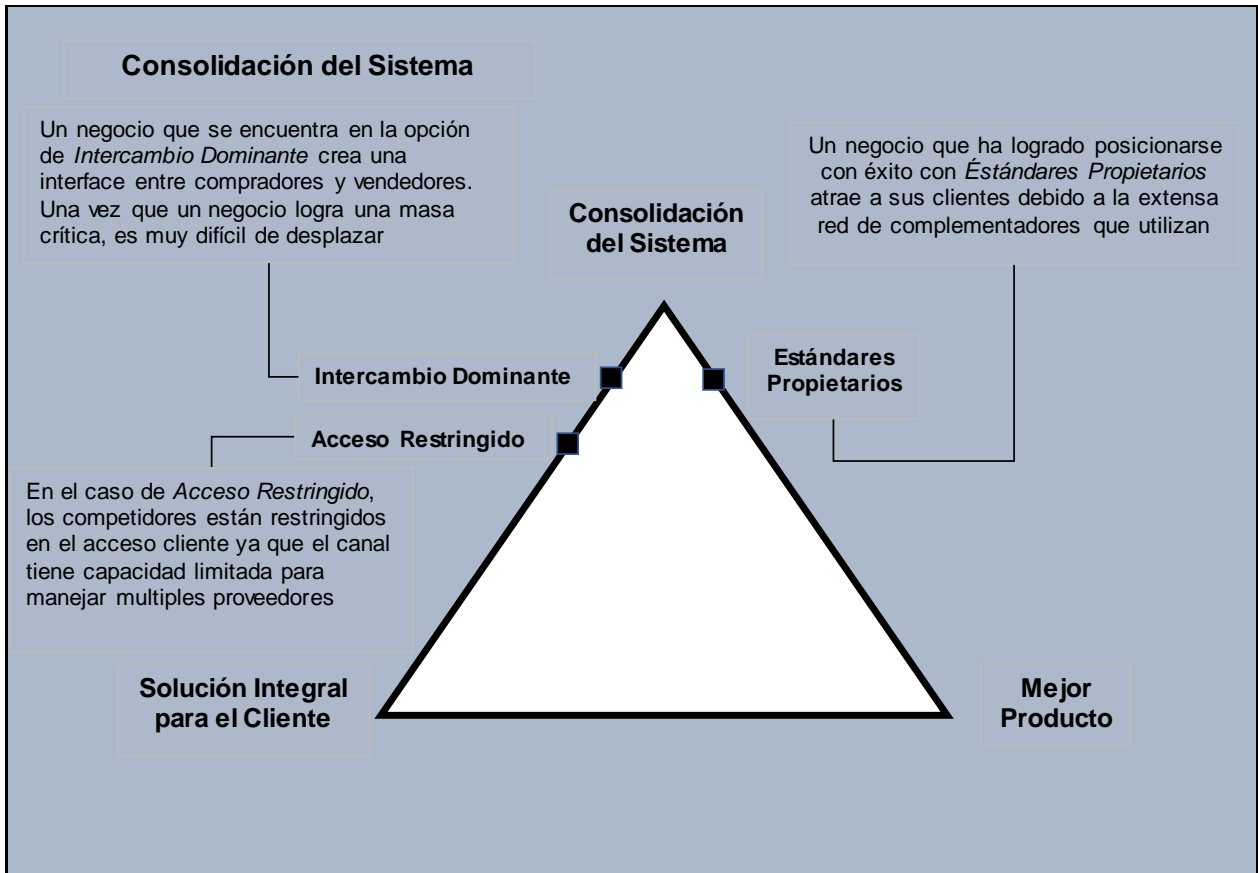 Consolidación del Sistema
Un negocio que se encuentra en la opción
de Intercambio Dominante crea una
interface entre compradores y vendedores.
Una vez que un negocio logra una masa
crítica, es muy difícil de desplazar
Un negocio que ha logrado posicionarse
con éxito con Éstándares Propietarios
atrae a sus clientes debido a la extensa
red de complementadores que utilizan
Consolidación
del Sistema
Intercambio Dominante
Estándares
Propietarios
Acceso Restringido
En el caso de Acceso Restringido,
los competidores están restringidos
en el acceso cliente ya que el canal
tiene capacidad limitada para
manejar multiples proveedores
Solución Integral
para el Cliente
Mejor
Producto